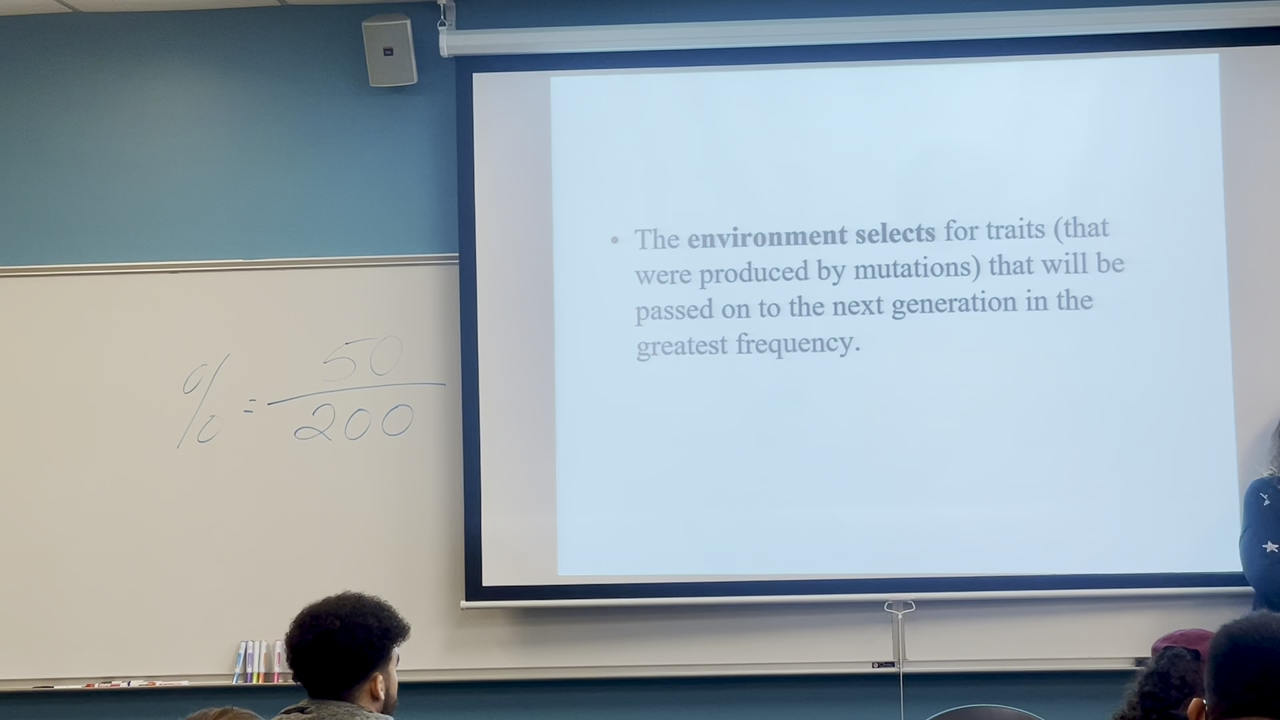 • The environment selects for traits (that
were produced by mutations) that will be
passed on to the next generation in the
greatest frequency.
% = 50
200